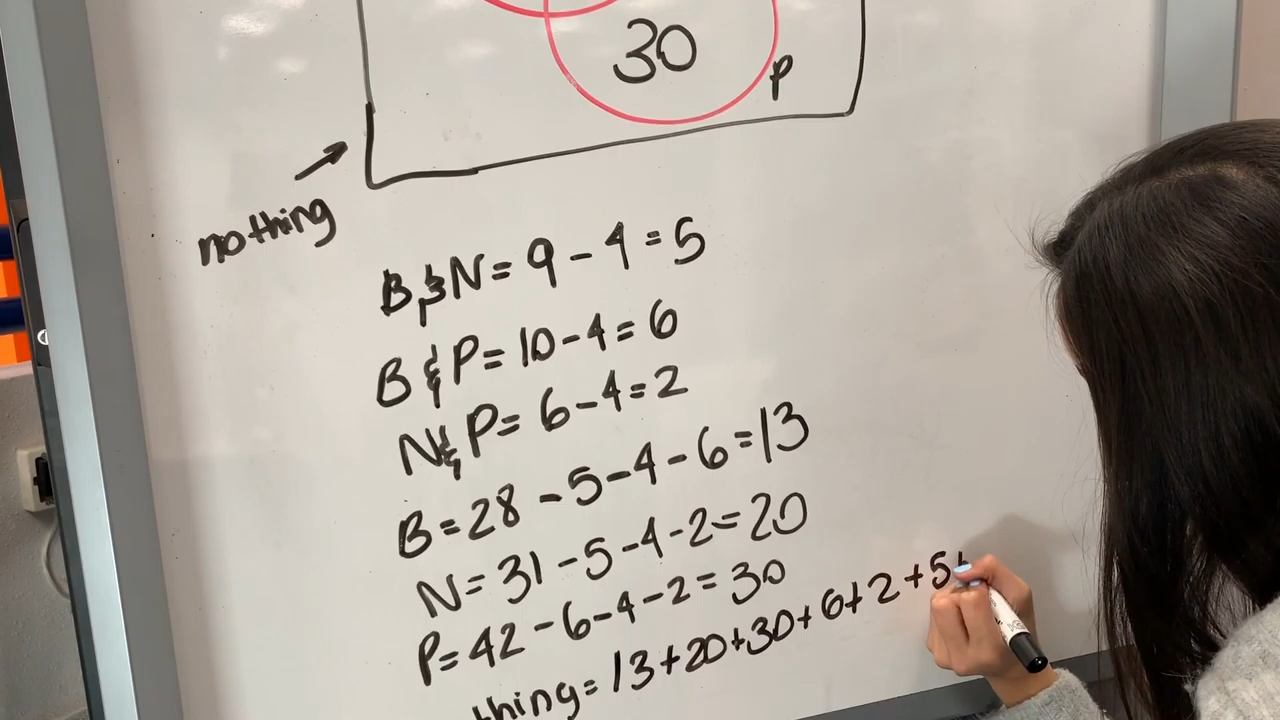 30
P
nothing
B & N = 9 - 4 = 5
B & P = 10 - 4 = 6
N & P = 6 - 4 = 2
B = 28 - 5 - 4 - 6 = 13
N = 31 - 5 - 4 - 2 = 20
P = 42 - 6 - 4 - 2 = 30
thing = 13 + 20 + 30 + 6 + 2 + 5 +